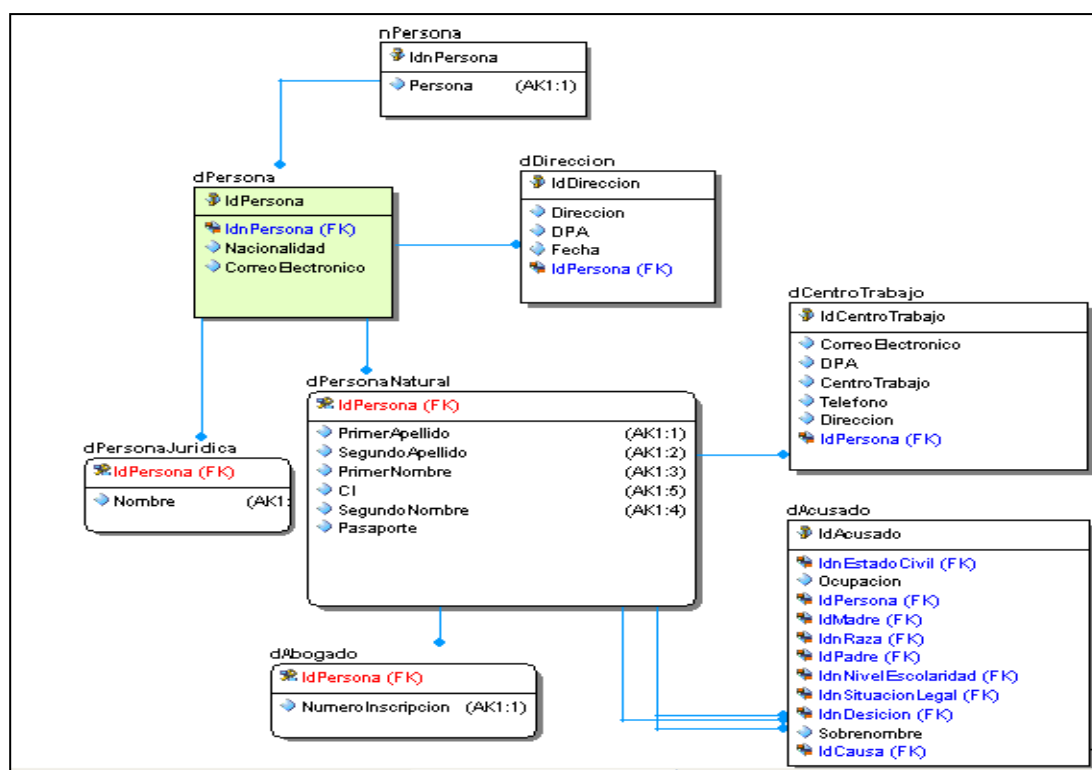 nPersona
IdnPersona
Persona (AK1:1)
dPersona
IdPersona
IdnPersona (FK)
Nacionalidad
CorreoElectronico
dDireccion
IdDireccion
Direccion
DPA
Fecha
IdPersona (FK)
dCentroTrabajo
IdCentroTrabajo
CorreoElectronico
DPA
CentroTrabajo
Telefono
Direccion
IdPersona (FK)
dPersonaNatural
IdPersona (FK)
PrimerApellido (AK1:1)
SegundoApellido (AK1:2)
PrimerNombre (AK1:3)
CI (AK1:5)
SegundoNombre (AK1:4)
Pasaporte
dPersonaJuridica
IdPersona (FK)
Nombre (AK1:
dAcusado
IdAcusado
IdnEstadoCivil (FK)
Ocupacion
IdPersona (FK)
IdMadre (FK)
IdnRaza (FK)
IdPadre (FK)
IdnNivelEscolaridad (FK)
IdnSituacionLegal (FK)
IdnDesicion (FK)
Sobrenombre
IdCausa (FK)
dAbogado
IdPersona (FK)
NumeroInscripcion (AK1:1)